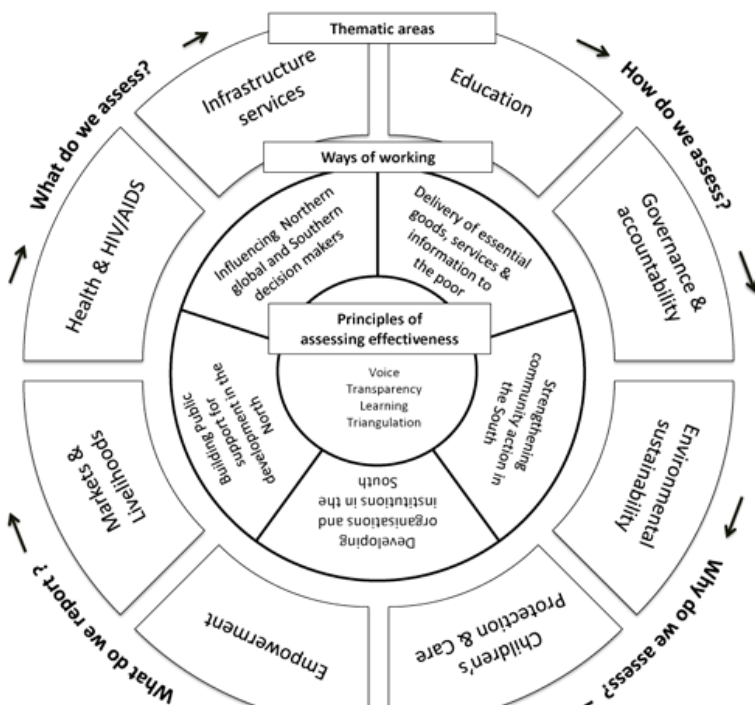 Thematic areas
What do we assess?
How do we assess?
Why do we assess?
What do we report ?
Infrastructure
services
Education
Governance &
accountability
Environmental
sustainability
Children's
Protection & Care
Empowerment
Markets &
Livelihoods
Health & HIV/AIDS
Ways of working
Influencing Northern
global and Southern
decision makers
Delivery of essential
goods, services &
information to
the poor
Strengthening
community action in
the South
Developing
organisations and
institutions in the
South
Building Public
support for
development in the
North
Principles of
assessing effectiveness
Voice
Transparency
Learning
Triangulation